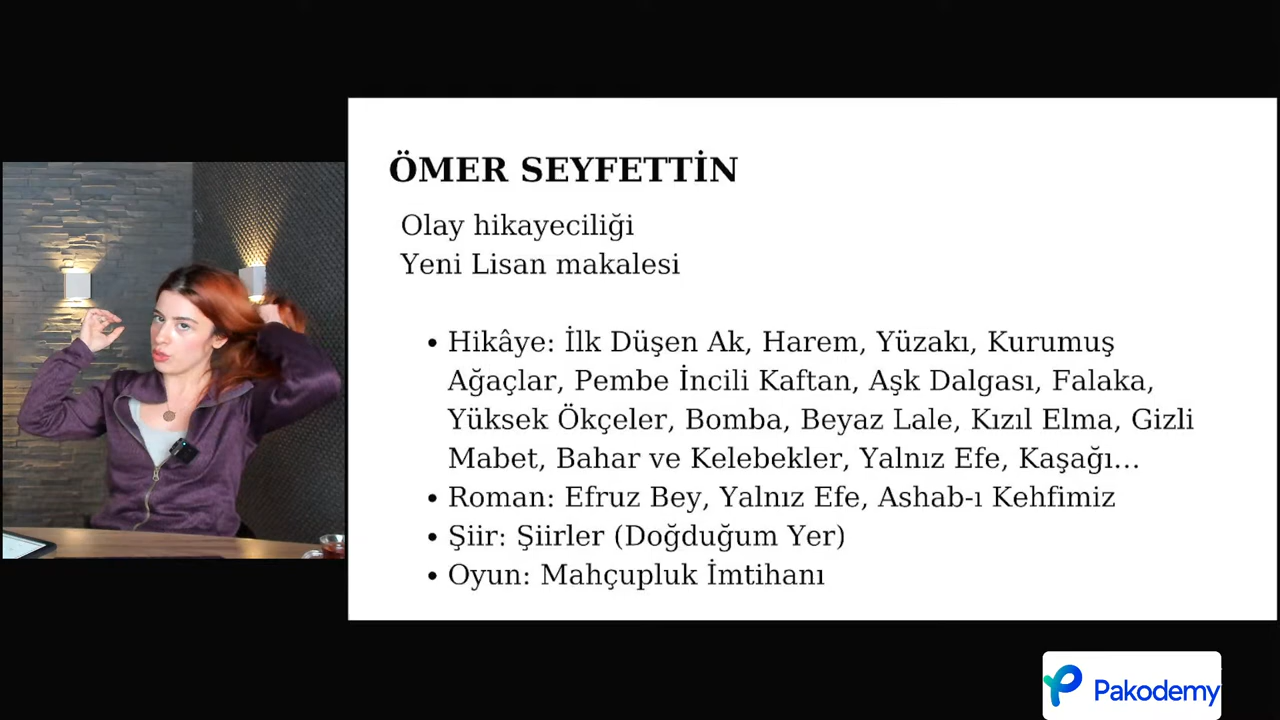 ÖMER SEYFETTİN
Olay hikayeciliği
Yeni Lisan makalesi
• Hikâye: İlk Düşen Ak, Harem, Yüzakı, Kurumuş
Ağaçlar, Pembe İncili Kaftan, Aşk Dalgası, Falaka,
Yüksek Ökçeler, Bomba, Beyaz Lale, Kızıl Elma, Gizli
Mabet, Bahar ve Kelebekler, Yalnız Efe, Kaşağı...
• Roman: Efruz Bey, Yalnız Efe, Ashab-ı Kehfimiz
• Şiir: Şiirler (Doğduğum Yer)
• Oyun: Mahçupluk İmtihanı
Pakodemy